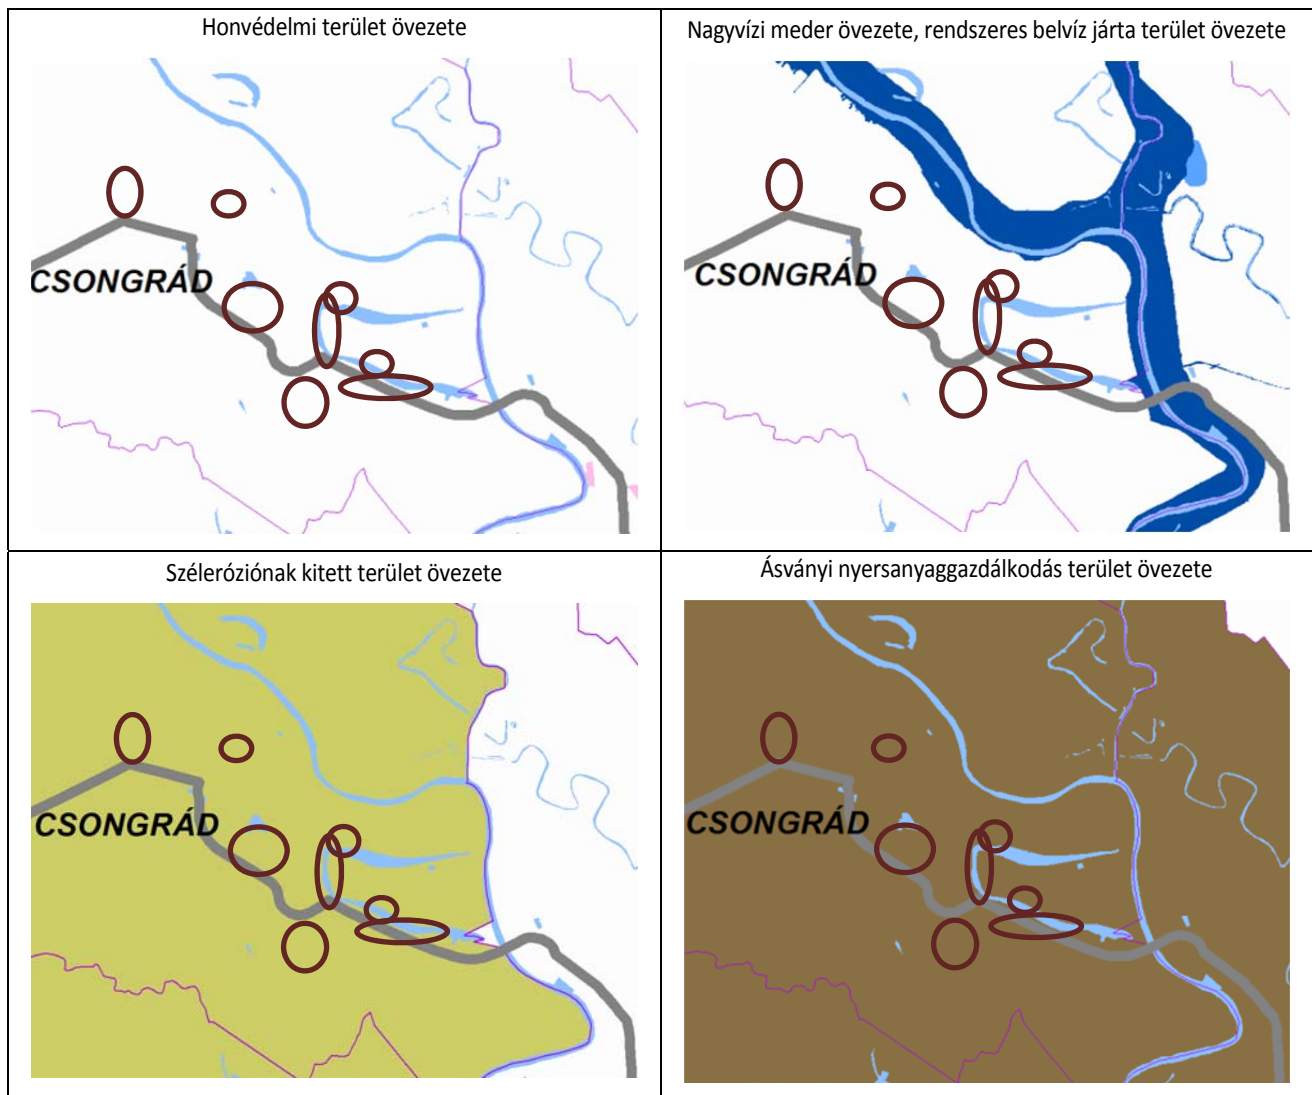 Honvédelmi terület övezete
Nagyvízi meder övezete, rendszeres belvíz járta terület övezete
CSONGRÁD
CSONGRÁD
Széleróziónak kitett terület övezete
Ásványi nyersanyaggazdálkodás terület övezete
CSONGRÁD
CSONGRÁD